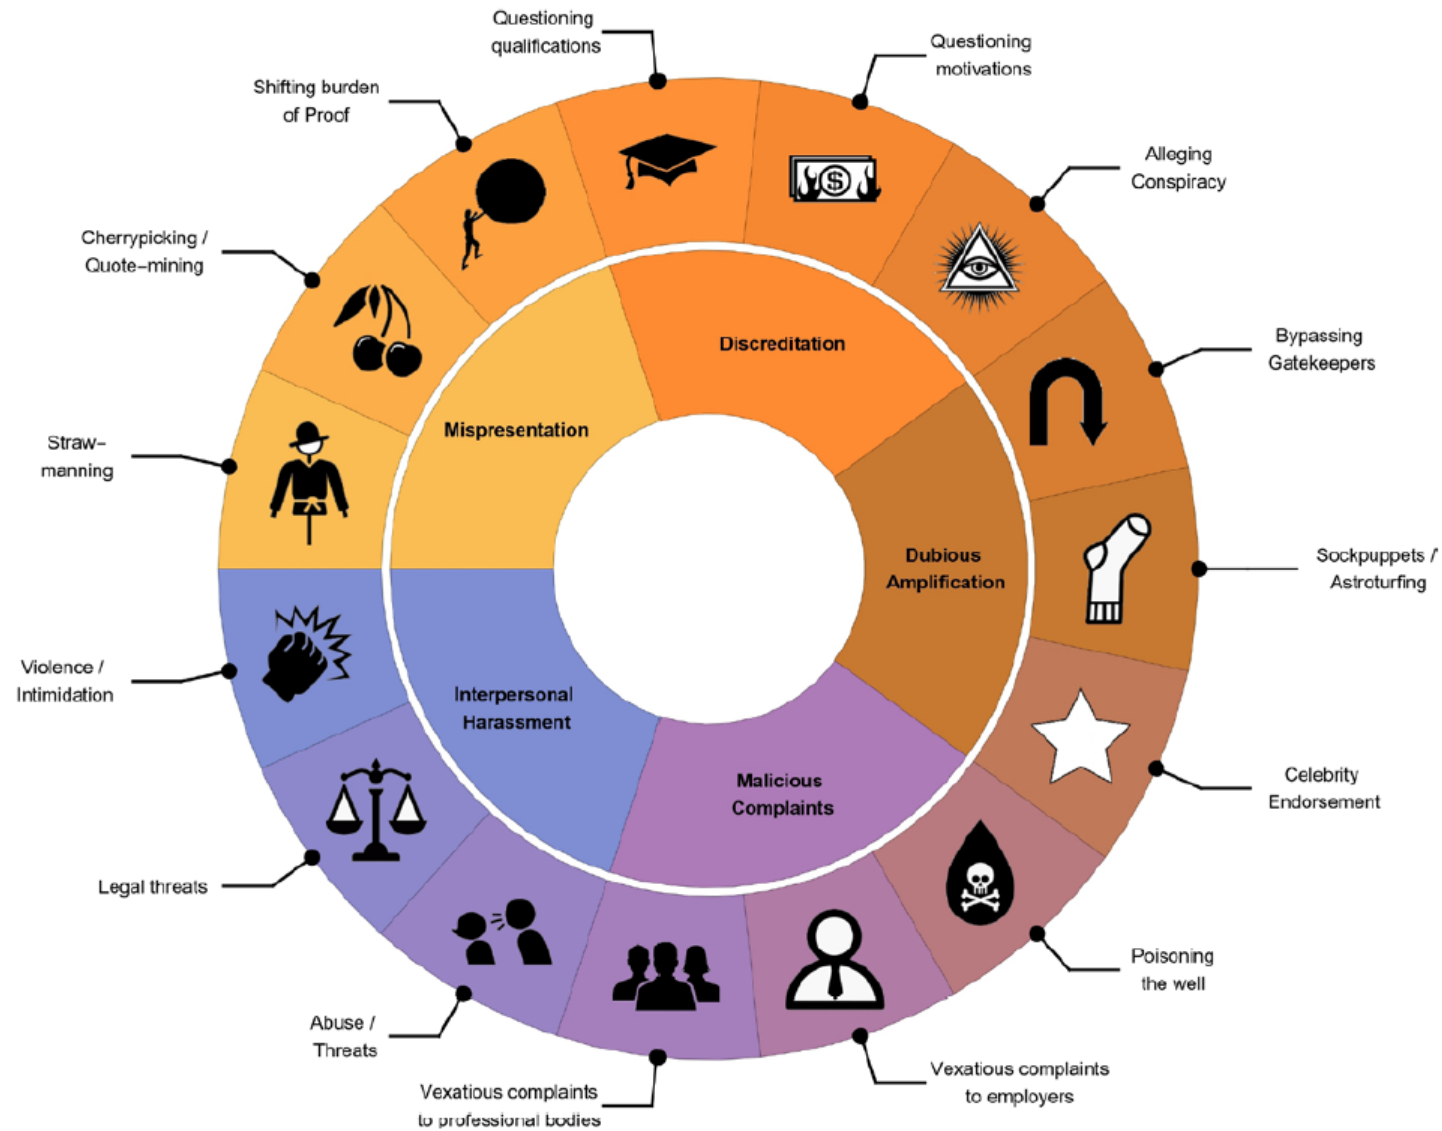 Questioning
qualifications
Questioning
motivations
Shifting burden
of Proof
Alleging
Conspiracy
Cherrypicking /
Quote-mining
Bypassing
Gatekeepers
Straw-
manning
Sockpuppets /
Astroturfing
Violence /
Intimidation
Celebrity
Endorsement
Legal threats
Poisoning
the well
Abuse /
Threats
Vexatious complaints
to employers
Vexatious complaints
to professional bodies
Discreditation
Mispresentation
Dubious
Amplification
Interpersonal
Harassment
Malicious
Complaints
$